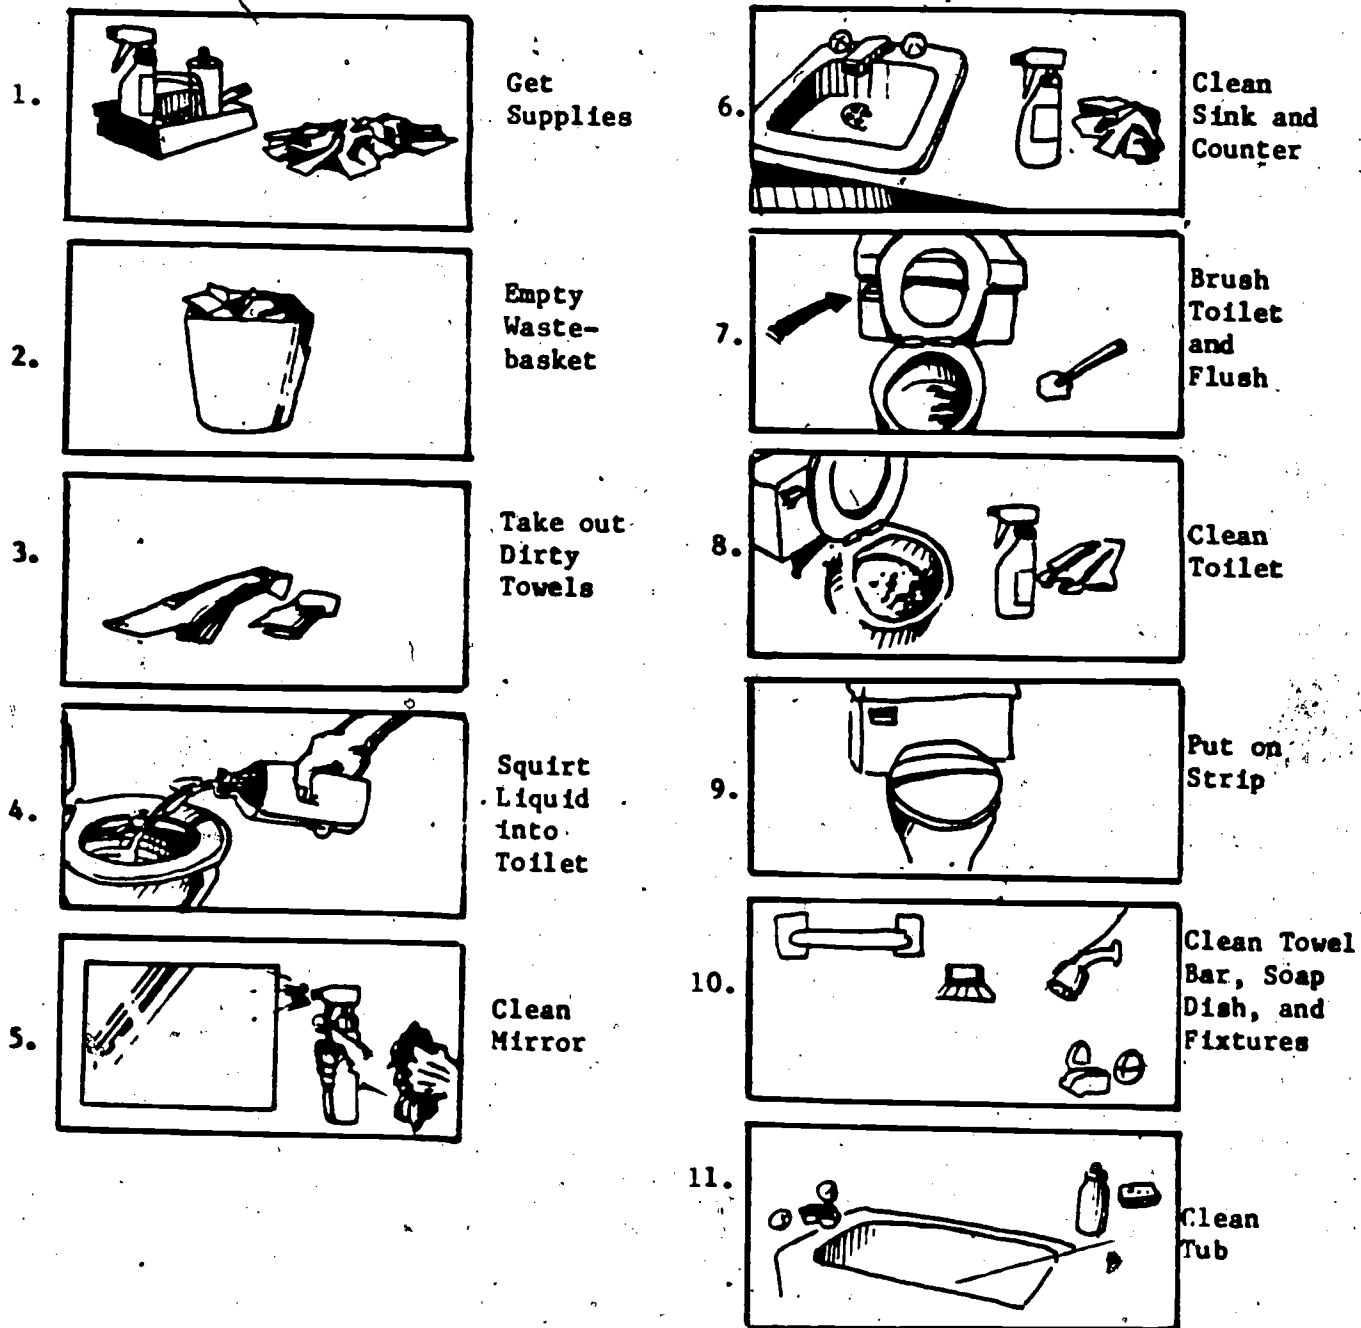 1. Get
Supplies
2. Empty
Waste-
basket
3. Take out
Dirty
Towels
4. Squirt
Liquid
into
Toilet
5. Clean
Mirror
6. Clean
Sink and
Counter
7. Brush
Toilet
and
Flush
8. Clean
Toilet
9. Put on
Strip
10. Clean Towel
Bar, Soap
Dish, and
Fixtures
11. Clean
Tub